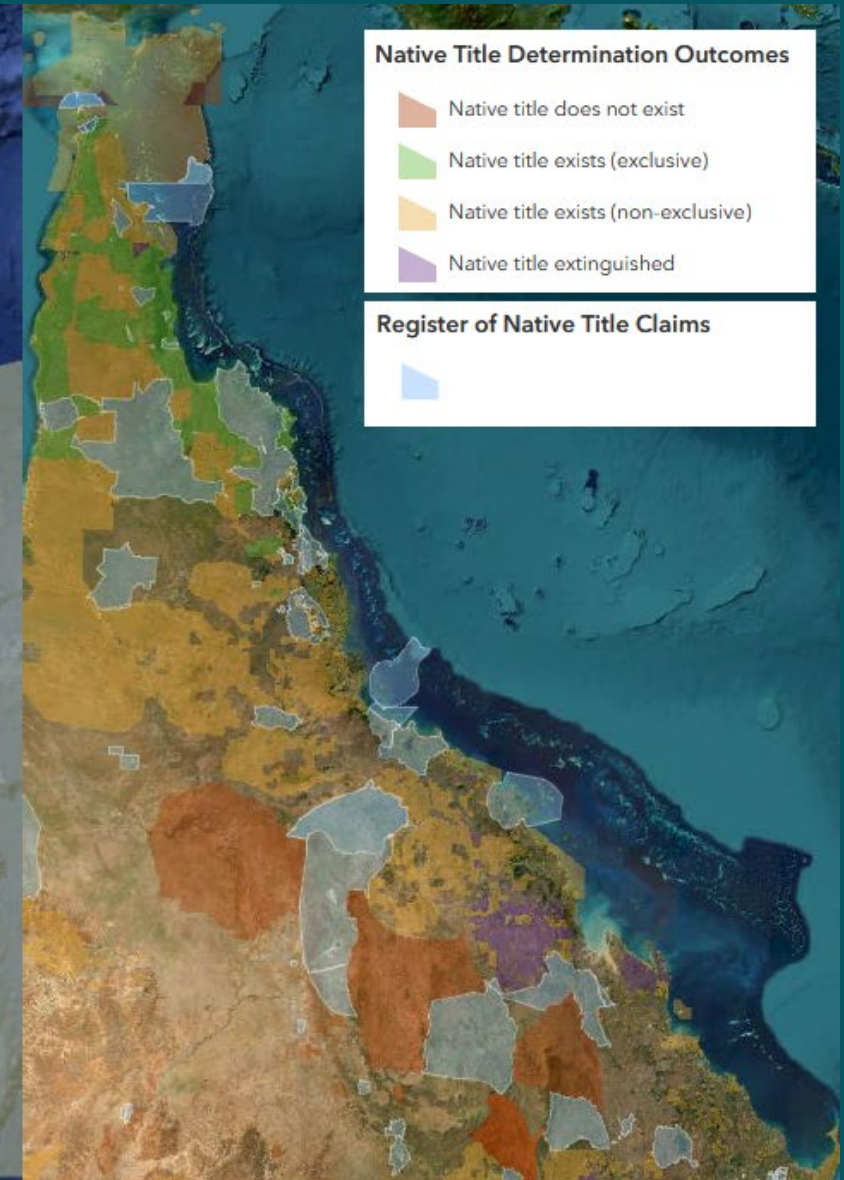 Native Title Determination Outcomes
Native title does not exist
Native title exists (exclusive)
Native title exists (non-exclusive)
Native title extinguished
Register of Native Title Claims